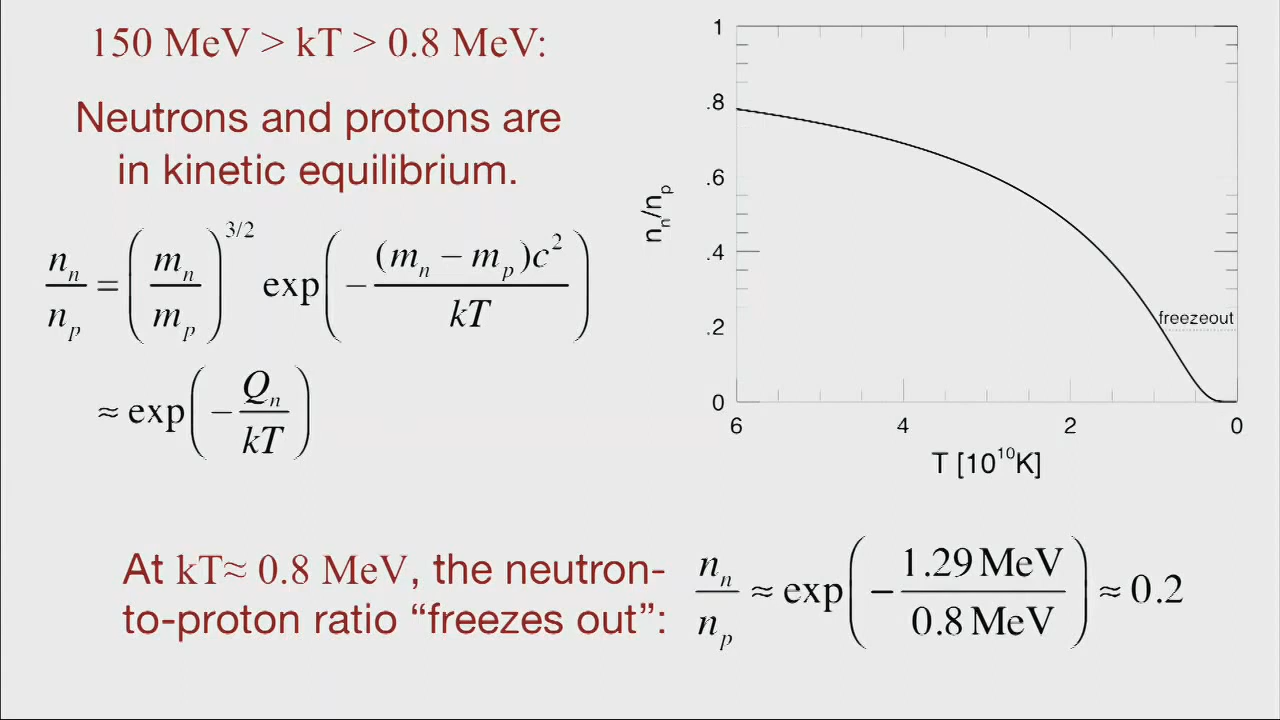 150 MeV > kT > 0.8 MeV:
Neutrons and protons are
in kinetic equilibrium.
n_n/n_p = (m_n/m_p)^{3/2} exp(−(m_n − m_p)c^2/kT)
≈ exp(−Q_n/kT)
1
.8
.6
.4
.2
0
n_n/n_p
freezeout
6 4 2 0
T [10^{10}K]
At kT≈ 0.8 MeV, the neutron-
to-proton ratio “freezes out”:
n_n/n_p ≈ exp(−1.29 MeV/0.8 MeV) ≈ 0.2